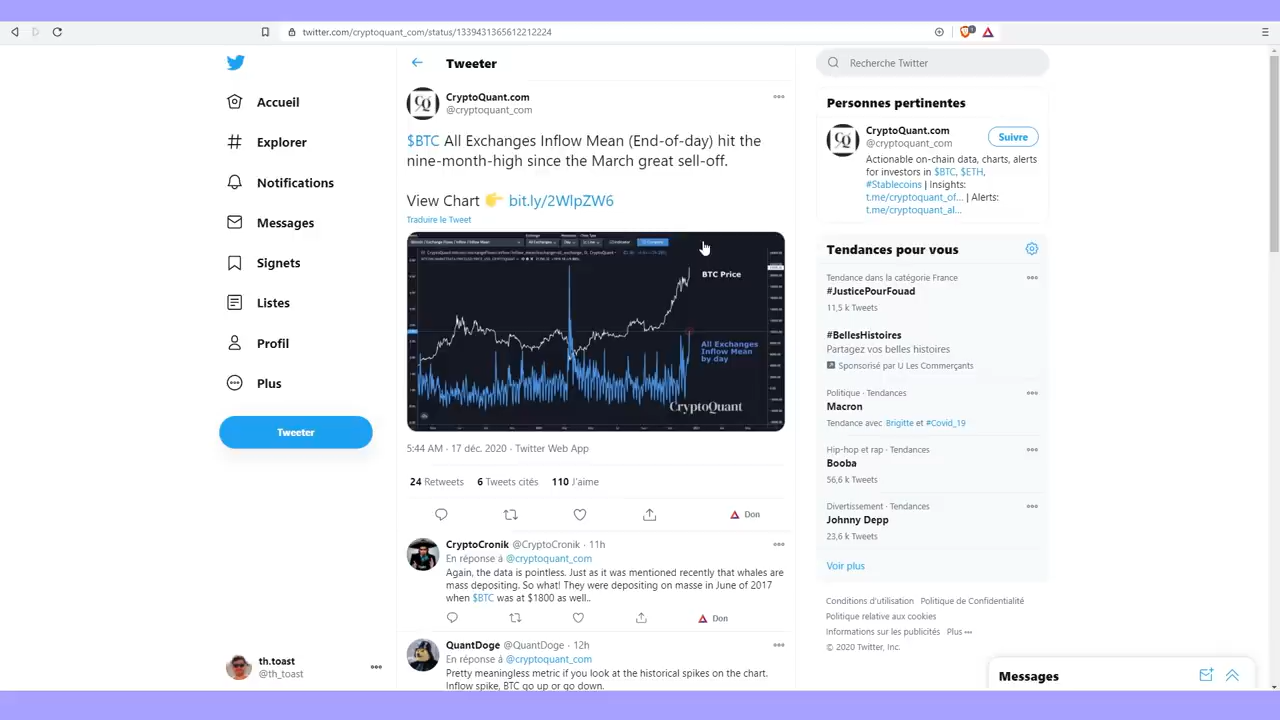 twitter.com/cryptoquant_com/status/1339431365612212224
Accueil
Explorer
Notifications
Messages
Signets
Listes
Profil
Plus
Tweeter
th.toast
@th_toast
Tweeter
CryptoQuant.com
@cryptoquant_com
$BTC All Exchanges Inflow Mean (End-of-day) hit the
nine-month-high since the March great sell-off.
View Chart 👉 bit.ly/2WlpZW6
Traduire le Tweet
BTC Price
All Exchanges
Inflow Mean
by day
CryptoQuant
5:44 AM · 17 déc. 2020 · Twitter Web App
24 Retweets 6 Tweets cités 110 J'aime
Don
CryptoCronik @CryptoCronik · 11h
En réponse à @cryptoquant_com
Again, the data is pointless. Just as it was mentioned recently that whales are
mass depositing. So what! They were depositing on masse in June of 2017
when $BTC was at $1800 as well..
Don
QuantDoge @QuantDoge · 12h
En réponse à @cryptoquant_com
Pretty meaningless metric if you look at the historical spikes on the chart.
Inflow spike, BTC go up or go down.
Recherche Twitter
Personnes pertinentes
CryptoQuant.com
@cryptoquant_com
Suivre
Actionable on-chain data, charts, alerts
for investors in $BTC, $ETH,
#Stablecoins | Insights:
t.me/cryptoquant_of... | Alerts:
t.me/cryptoquant_al...
Tendances pour vous
Tendance dans la catégorie France
#JusticePourFouad
11,5 k Tweets
#BellesHistoires
Partagez vos belles histoires
Sponsorisé par U Les Commerçants
Politique · Tendances
Macron
Tendance avec Brigitte et #Covid_19
Hip-hop et rap · Tendances
Booba
56,6 k Tweets
Divertissement · Tendances
Johnny Depp
23,6 k Tweets
Voir plus
Conditions d'utilisation Politique de Confidentialité
Politique relative aux cookies
Informations sur les publicités Plus
© 2020 Twitter, Inc.
Messages